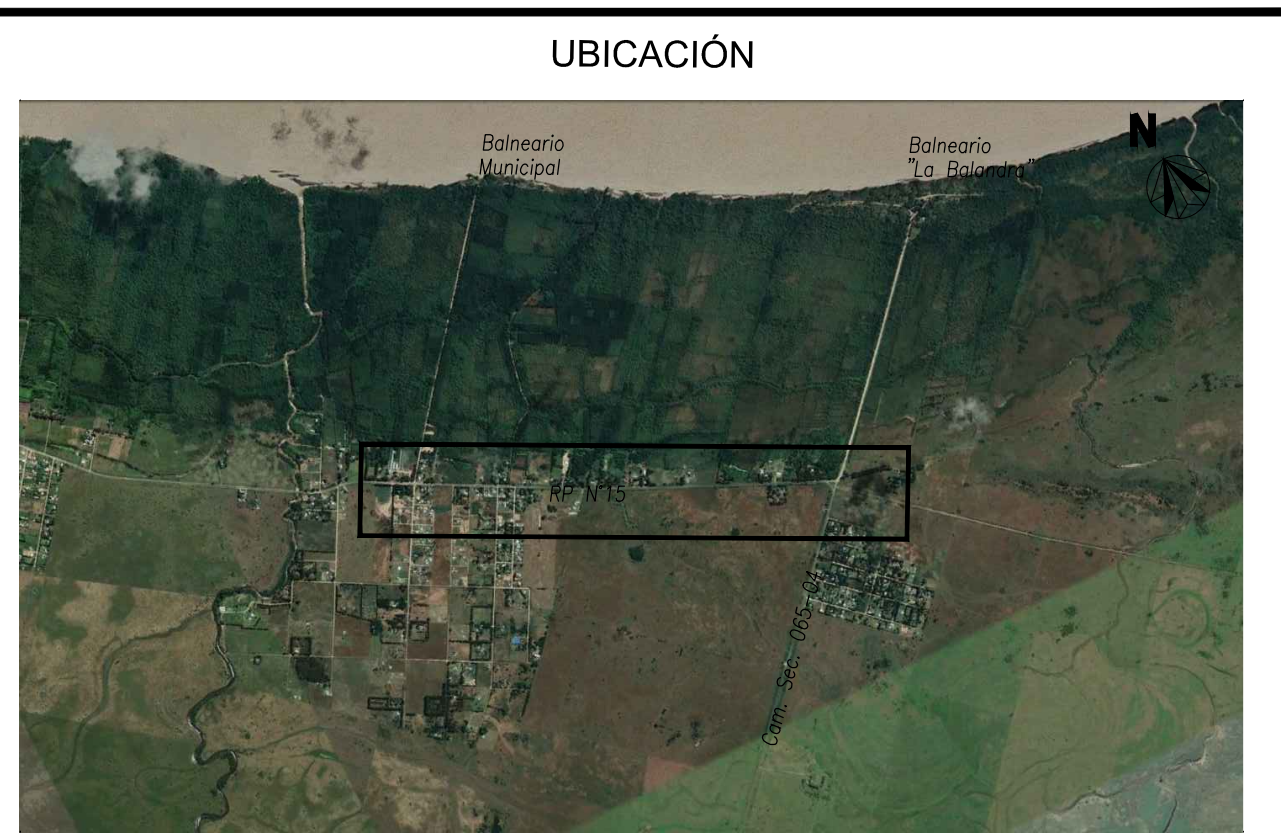 UBICACIÓN
Balneario
Municipal
Balneario
"La Balandra"
N
RP N°15
Cam. Sec. 065-04